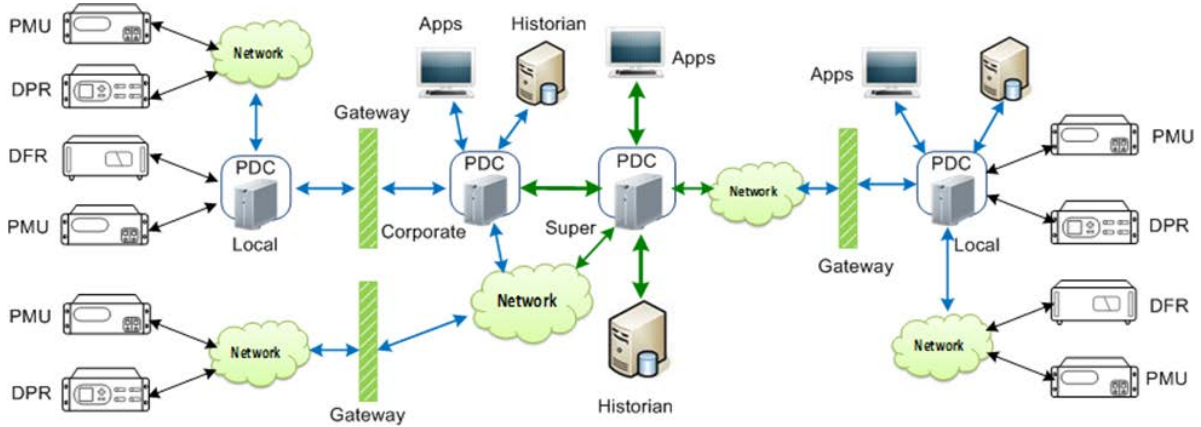 PMU
Network
DPR
DFR
PMU
PDC
Local
Gateway
Apps
Historian
PDC
Corporate
Apps
PDC
Super
Network
Gateway
Apps
PDC
Local
PMU
DPR
DFR
PMU
Network
PMU
DPR
Network
Gateway
Network
Historian